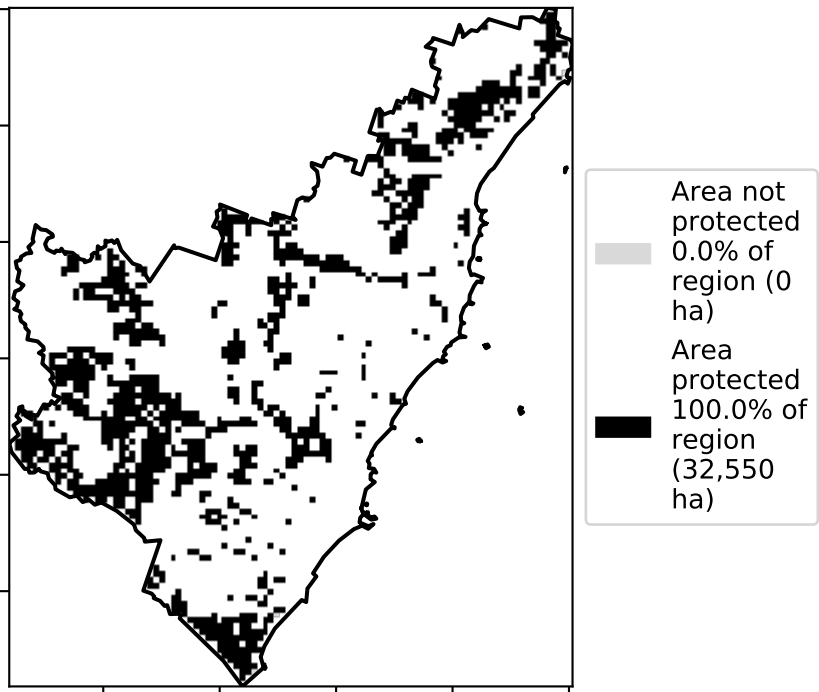 Area not
protected
0.0% of
region (0
ha)
Area
protected
100.0% of
region
(32,550
ha)